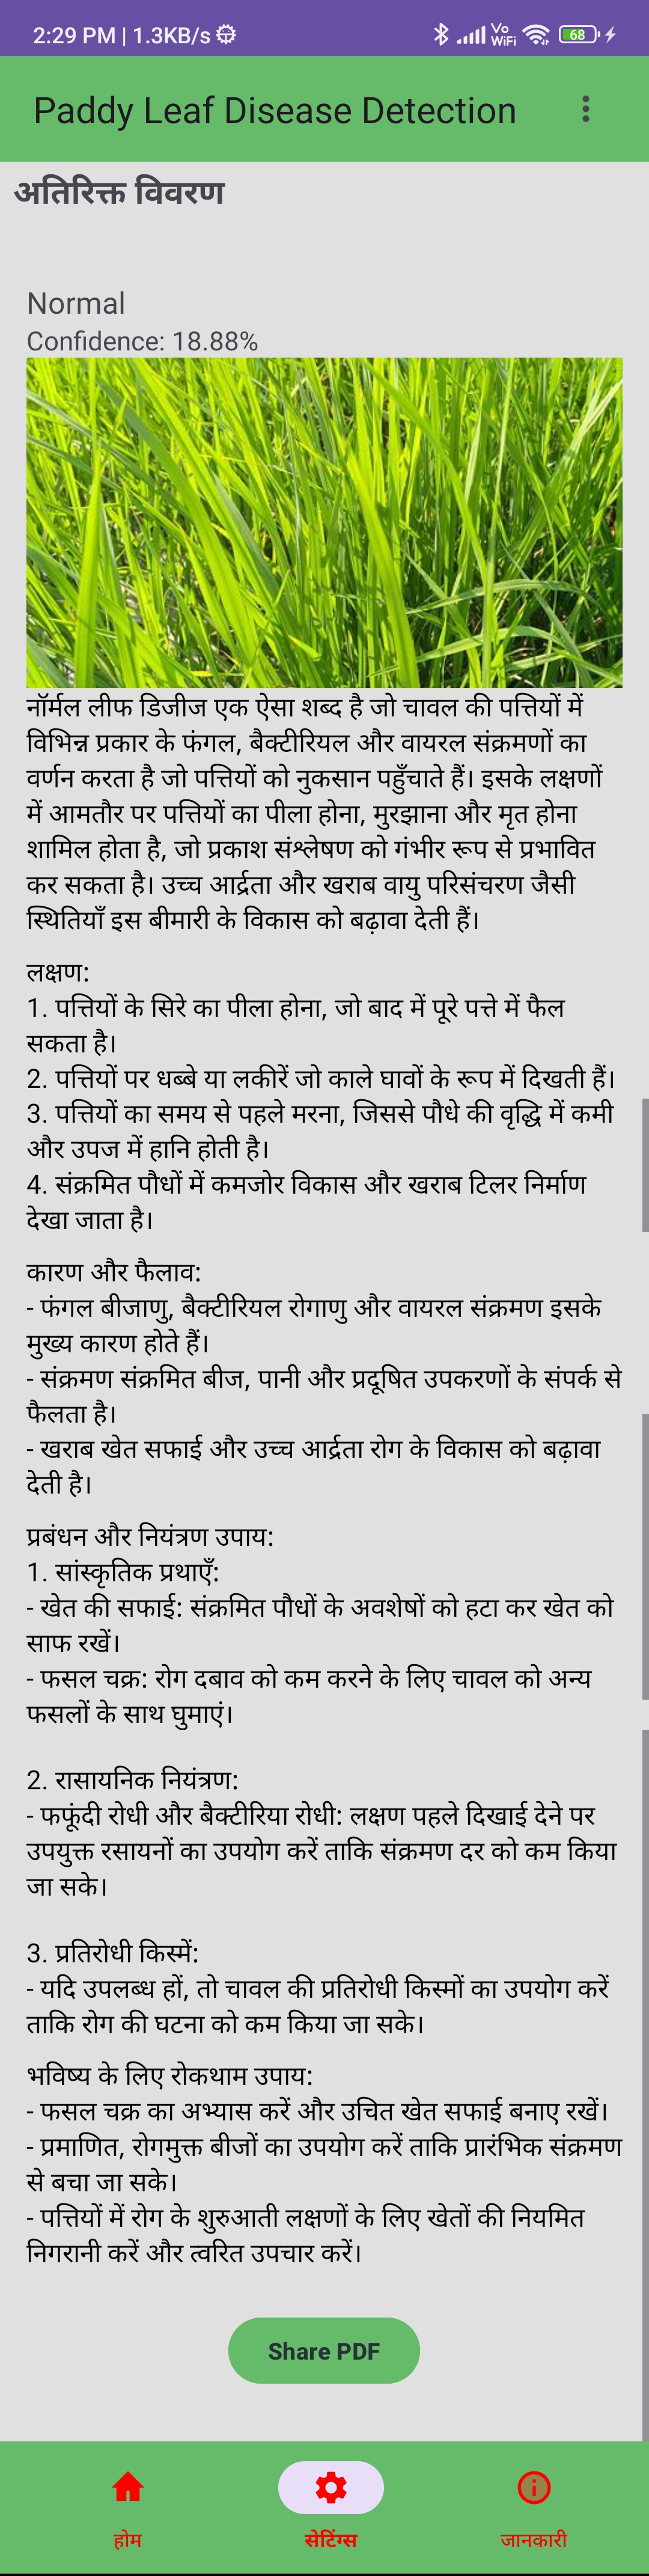 2:29 PM | 1.3KB/s
Vo
WiFi
68
Paddy Leaf Disease Detection
अतिरिक्त विवरण
Normal
Confidence: 18.88%
नॉर्मल लीफ डिजीज एक ऐसा शब्द है जो चावल की पत्तियों में
विभिन्न प्रकार के फंगल, बैक्टीरियल और वायरल संक्रमणों का
वर्णन करता है जो पत्तियों को नुकसान पहुँचाते हैं। इसके लक्षणों
में आमतौर पर पत्तियों का पीला होना, मुरझाना और मृत होना
शामिल होता है, जो प्रकाश संश्लेषण को गंभीर रूप से प्रभावित
कर सकता है। उच्च आर्द्रता और खराब वायु परिसंचरण जैसी
स्थितियाँ इस बीमारी के विकास को बढ़ावा देती हैं।
लक्षण:
1. पत्तियों के सिरे का पीला होना, जो बाद में पूरे पत्ते में फैल
सकता है।
2. पत्तियों पर धब्बे या लकीरें जो काले घावों के रूप में दिखती हैं।
3. पत्तियों का समय से पहले मरना, जिससे पौधे की वृद्धि में कमी
और उपज में हानि होती है।
4. संक्रमित पौधों में कमजोर विकास और खराब टिलर निर्माण
देखा जाता है।
कारण और फैलाव:
- फंगल बीजाणु, बैक्टीरियल रोगाणु और वायरल संक्रमण इसके
मुख्य कारण होते हैं।
- संक्रमण संक्रमित बीज, पानी और प्रदूषित उपकरणों के संपर्क से
फैलता है।
- खराब खेत सफाई और उच्च आर्द्रता रोग के विकास को बढ़ावा
देती है।
प्रबंधन और नियंत्रण उपाय:
1. सांस्कृतिक प्रथाएँ:
- खेत की सफाई: संक्रमित पौधों के अवशेषों को हटा कर खेत को
साफ रखें।
- फसल चक्र: रोग दबाव को कम करने के लिए चावल को अन्य
फसलों के साथ घुमाएं।
2. रासायनिक नियंत्रण:
- फफूंदी रोधी और बैक्टीरिया रोधी: लक्षण पहले दिखाई देने पर
उपयुक्त रसायनों का उपयोग करें ताकि संक्रमण दर को कम किया
जा सके।
3. प्रतिरोधी किस्में:
- यदि उपलब्ध हों, तो चावल की प्रतिरोधी किस्मों का उपयोग करें
ताकि रोग की घटना को कम किया जा सके।
भविष्य के लिए रोकथाम उपाय:
- फसल चक्र का अभ्यास करें और उचित खेत सफाई बनाए रखें।
- प्रमाणित, रोगमुक्त बीजों का उपयोग करें ताकि प्रारंभिक संक्रमण
से बचा जा सके।
- पत्तियों में रोग के शुरुआती लक्षणों के लिए खेतों की नियमित
निगरानी करें और त्वरित उपचार करें।
Share PDF
होम
सेटिंग्स
जानकारी